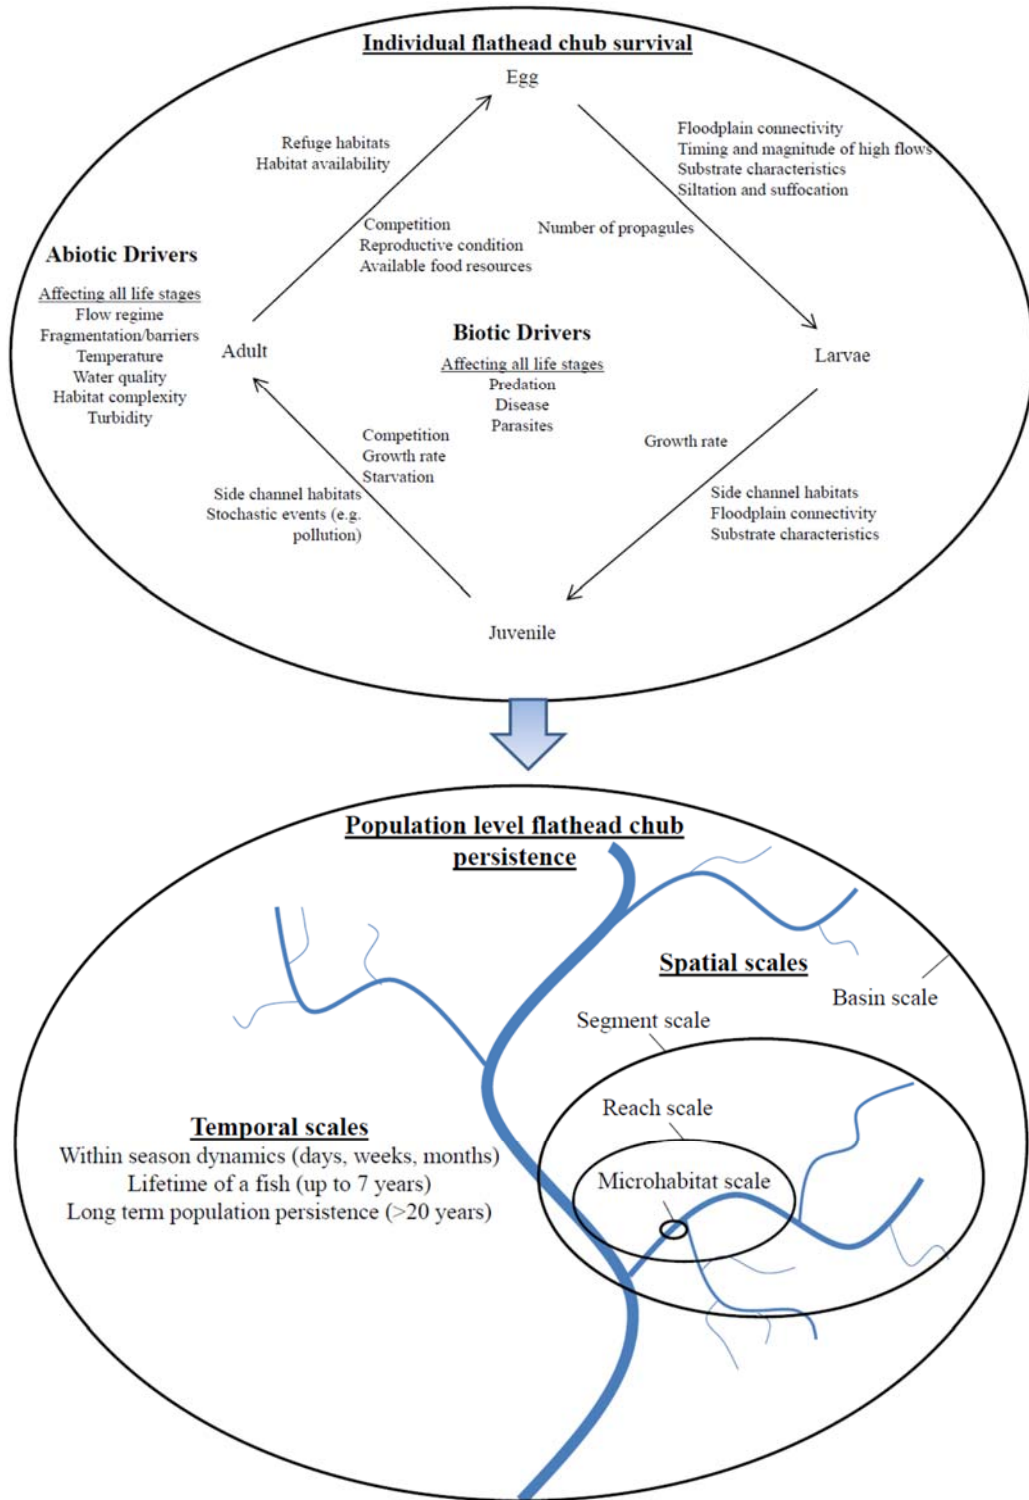 Individual flathead chub survival
Egg
Refuge habitats
Habitat availability
Floodplain connectivity
Timing and magnitude of high flows
Substrate characteristics
Siltation and suffocation
Competition
Reproductive condition
Available food resources
Number of propagules
Abiotic Drivers
Affecting all life stages
Flow regime
Fragmentation/barriers
Temperature
Water quality
Habitat complexity
Turbidity
Adult
Biotic Drivers
Affecting all life stages
Predation
Disease
Parasites
Larvae
Competition
Growth rate
Starvation
Growth rate
Side channel habitats
Stochastic events (e.g.
pollution)
Side channel habitats
Floodplain connectivity
Substrate characteristics
Juvenile
Population level flathead chub
persistence
Spatial scales
Basin scale
Segment scale
Reach scale
Microhabitat scale
Temporal scales
Within season dynamics (days, weeks, months)
Lifetime of a fish (up to 7 years)
Long term population persistence (>20 years)